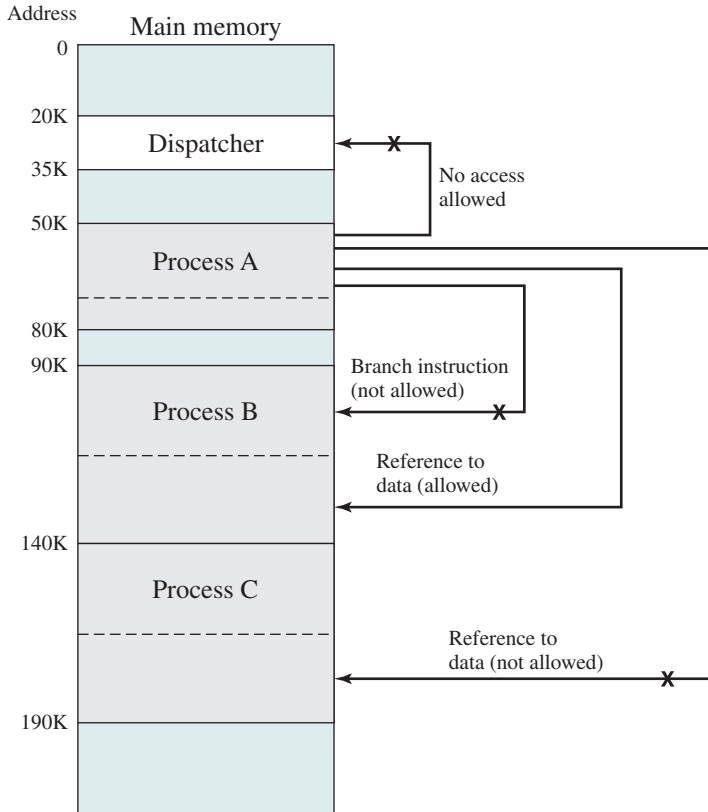 Address
Main memory
0
20K
Dispatcher
35K
No access
allowed
50K
Process A
80K
90K
Branch instruction
(not allowed)
Process B
Reference to
data (allowed)
140K
Process C
Reference to
data (not allowed)
190K